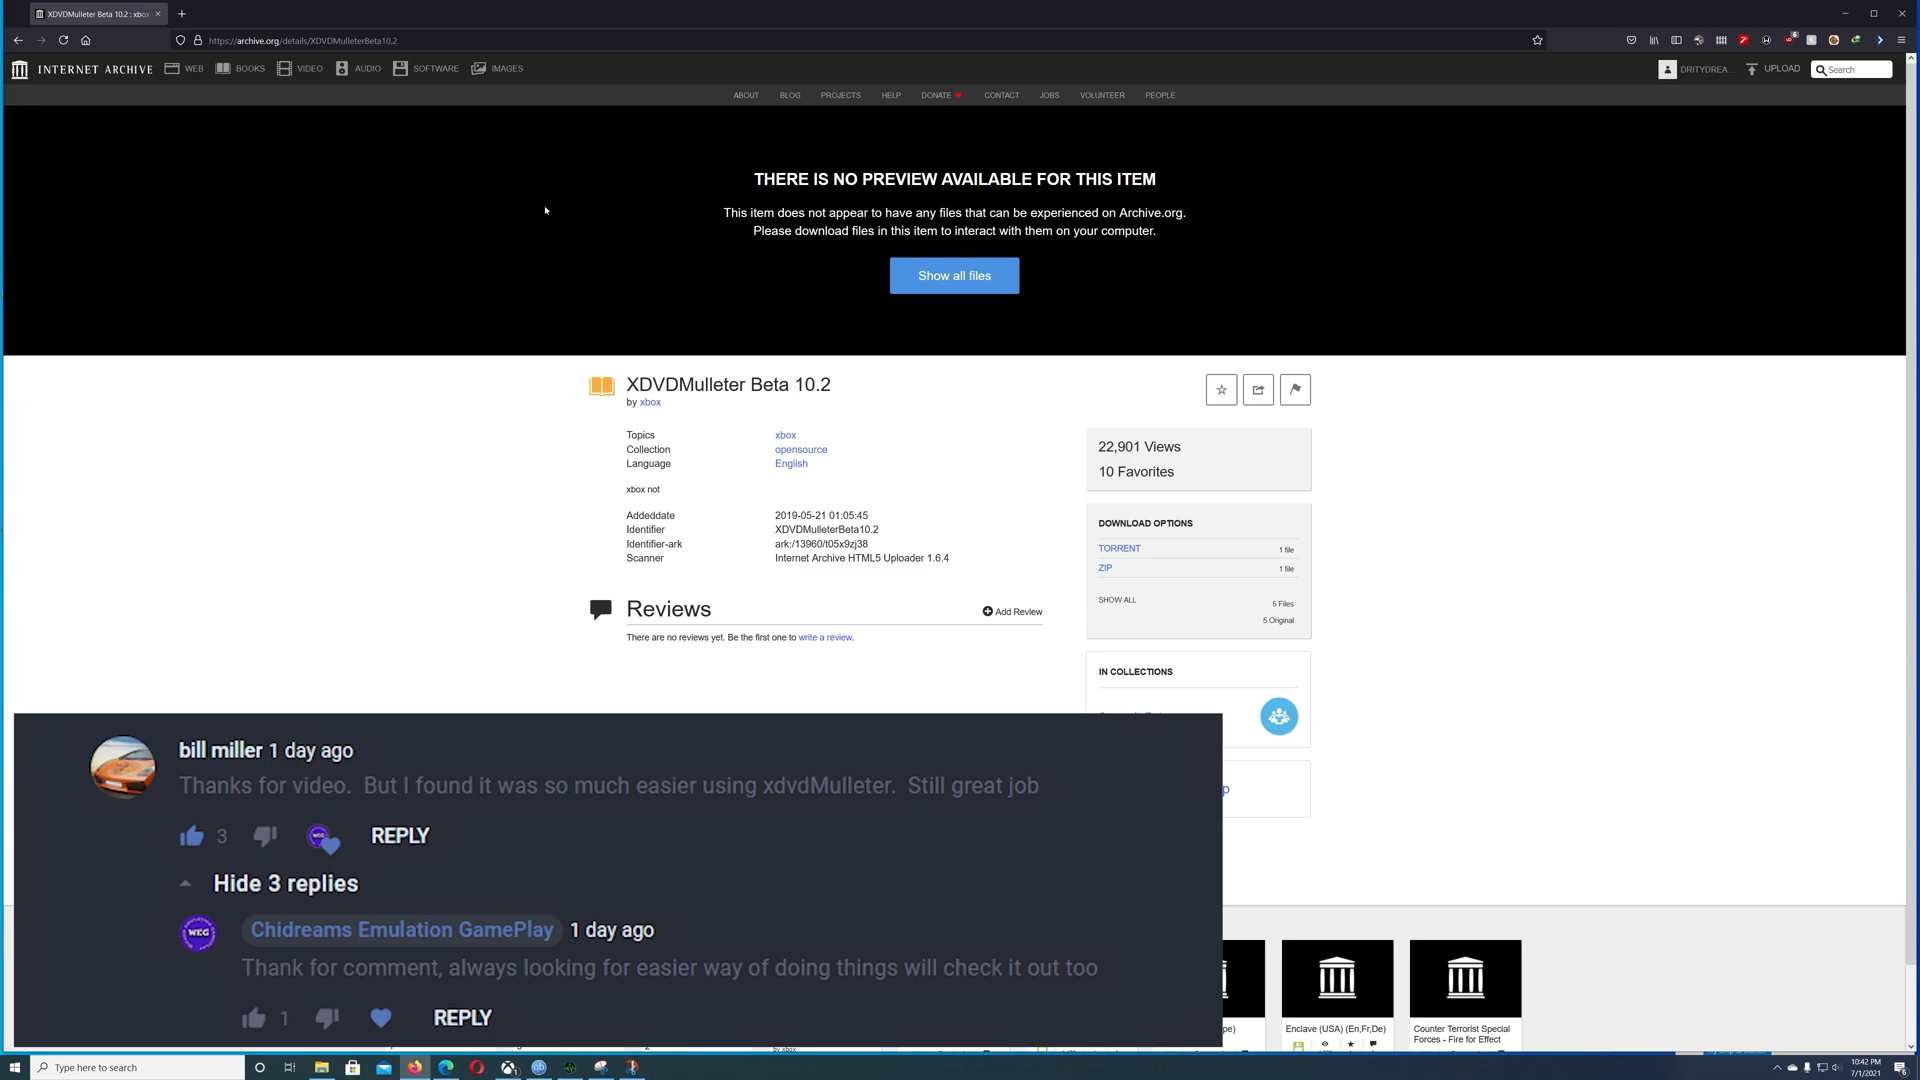 XDVDMulleter Beta 10.2 : xbox
https://archive.org/details/XDVDMulleterBeta10.2
INTERNET ARCHIVE WEB BOOKS VIDEO AUDIO SOFTWARE IMAGES
DRITYDREA... UPLOAD Search
ABOUT BLOG PROJECTS HELP DONATE CONTACT JOBS VOLUNTEER PEOPLE
THERE IS NO PREVIEW AVAILABLE FOR THIS ITEM
This item does not appear to have any files that can be experienced on Archive.org.
Please download files in this item to interact with them on your computer.
Show all files
XDVDMulleter Beta 10.2
by xbox
Topics xbox
Collection opensource
Language English
xbox not
Addeddate 2019-05-21 01:05:45
Identifier XDVDMulleterBeta10.2
Identifier-ark ark:/13960/t05x9zj38
Scanner Internet Archive HTML5 Uploader 1.6.4
Reviews
Add Review
There are no reviews yet. Be the first one to write a review.
22,901 Views
10 Favorites
DOWNLOAD OPTIONS
TORRENT 1 file
ZIP 1 file
SHOW ALL 5 Files
5 Original
IN COLLECTIONS
bill miller 1 day ago
Thanks for video. But I found it was so much easier using xdvdMulleter. Still great job
3 REPLY
Hide 3 replies
WEG
Chidreams Emulation GamePlay 1 day ago
Thank for comment, always looking for easier way of doing things will check it out too
1 REPLY
Enclave (USA) (En,Fr,De)
Counter Terrorist Special
Forces - Fire for Effect
by xbox
Type here to search
10:42 PM
7/1/2021